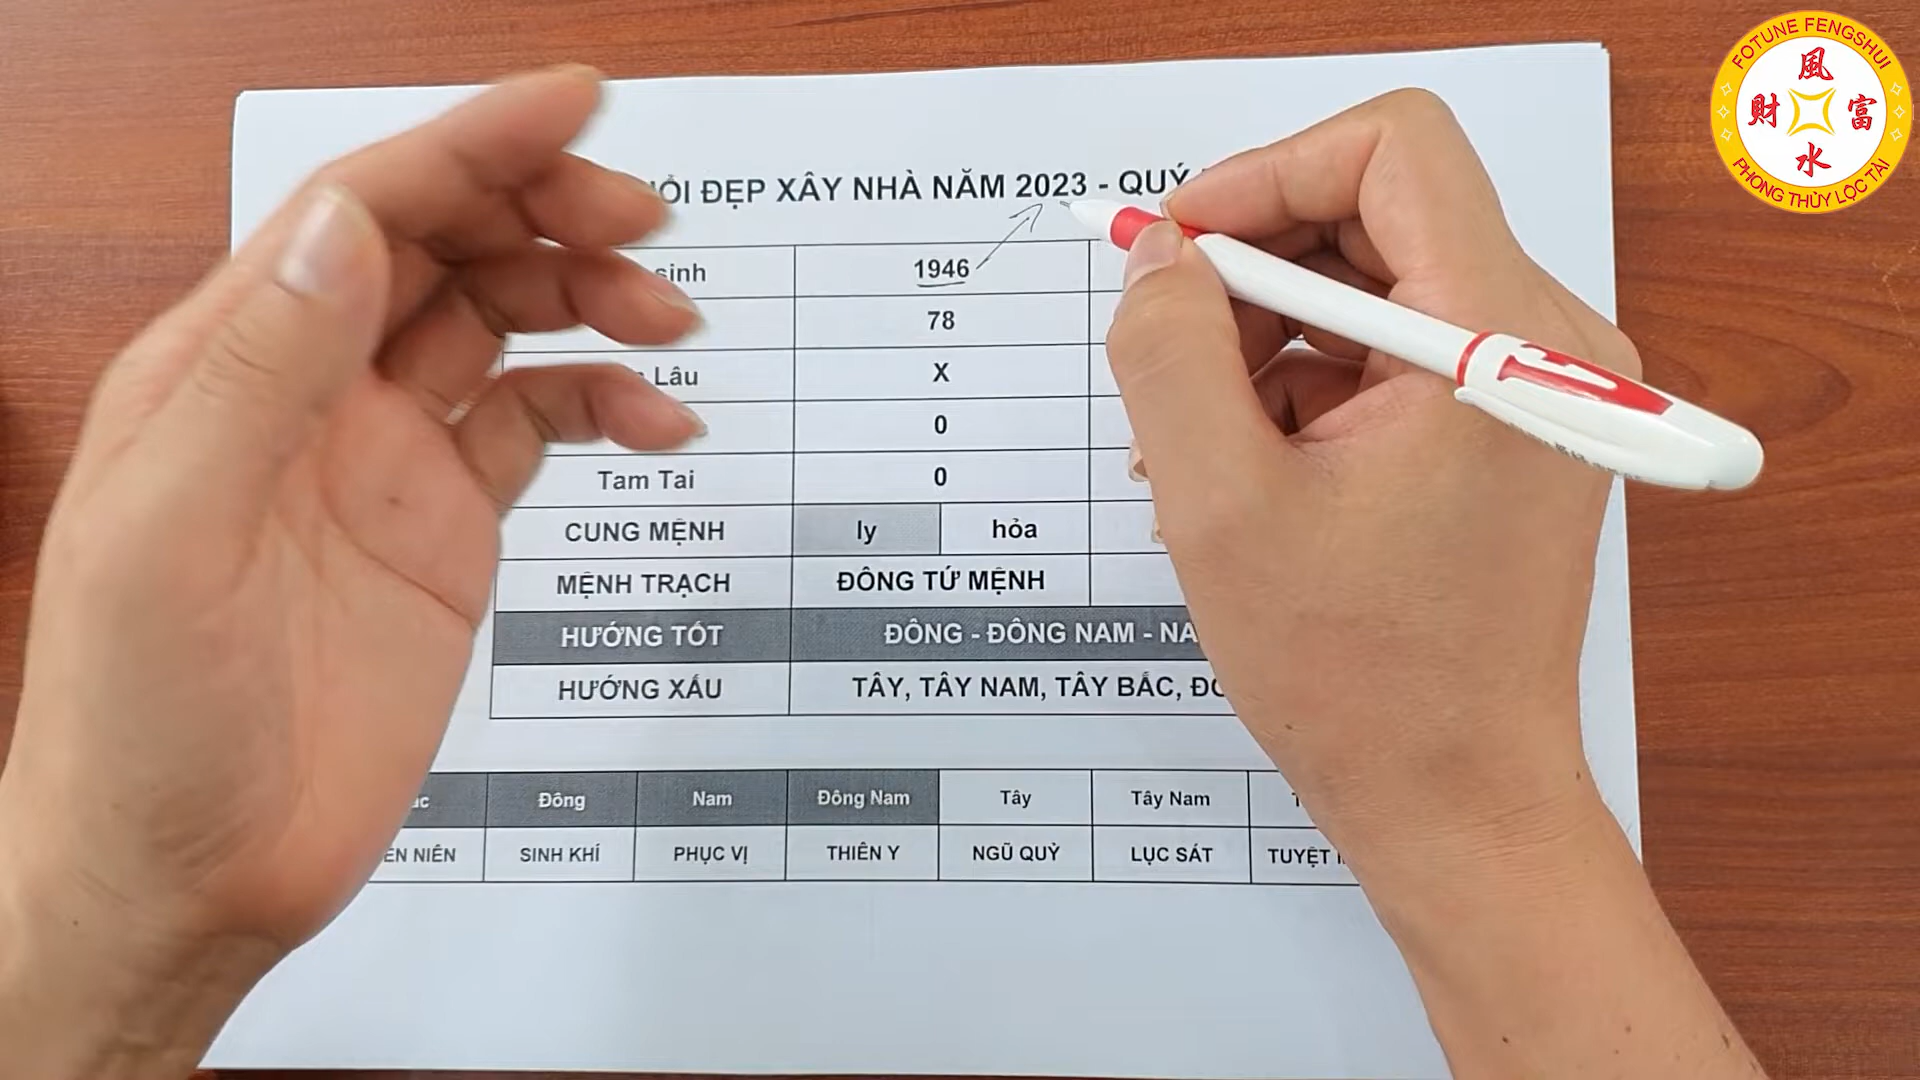 FOTUNE FENGSHUI
風
財 富
水
PHONG THỦY LỘC TÀI
ĐẸP XÂY NHÀ NĂM 2023 - QUÝ
sinh 1946
78
Lâu X
0
Tam Tai 0
CUNG MỆNH ly hỏa
MỆNH TRẠCH ĐÔNG TỨ MỆNH
HƯỚNG TỐT ĐÔNG - ĐÔNG NAM -
HƯỚNG XẤU TÂY, TÂY NAM, TÂY BẮC,
Đông Nam Đông Nam Tây Tây Nam
NIÊN SINH KHÍ PHỤC VỊ THIÊN Y NGŨ QUỶ LỤC SÁT TUYỆT